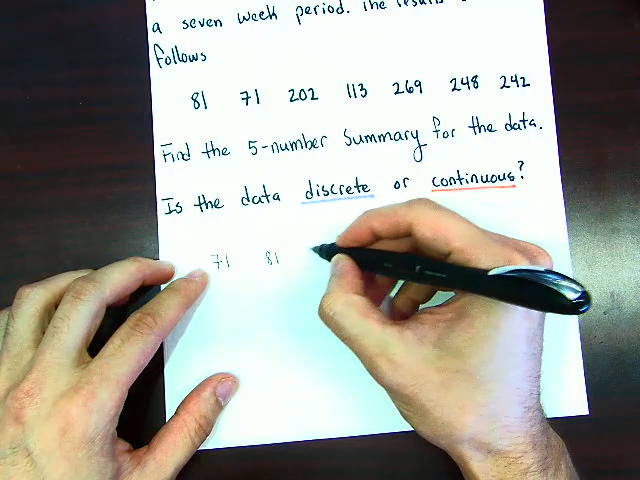 a seven week period. The results
follows
81 71 202 113 269 248 242
Find the 5-number Summary for the data.
Is the data discrete or continuous?
71 81